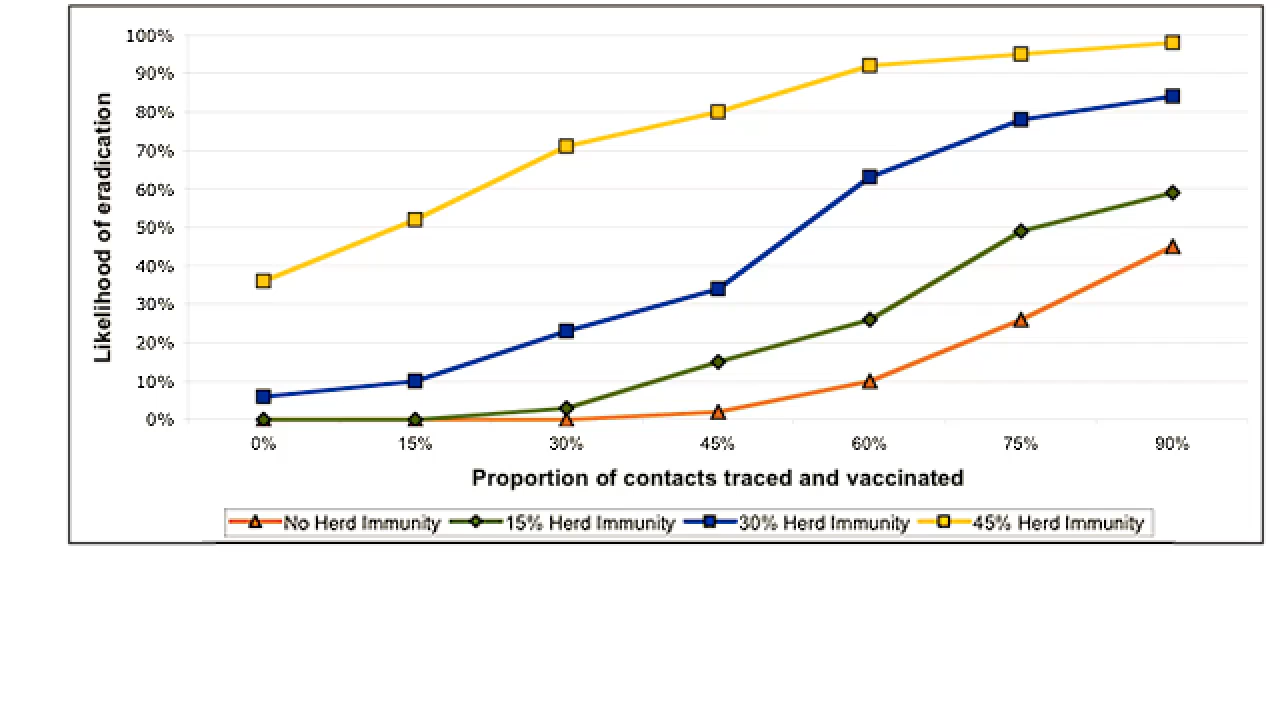 100%
90%
80%
70%
60%
50%
40%
30%
20%
10%
0%
Likelihood of eradication
0% 15% 30% 45% 60% 75% 90%
Proportion of contacts traced and vaccinated
No Herd Immunity 15% Herd Immunity 30% Herd Immunity 45% Herd Immunity